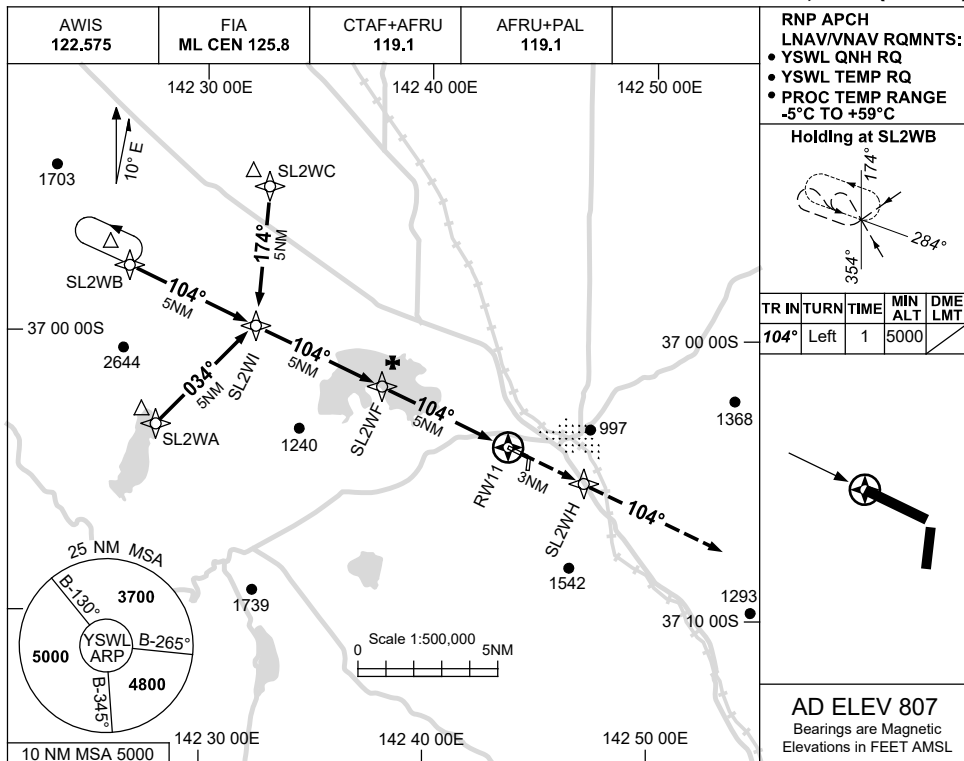 AWIS
122.575
FIA
ML CEN 125.8
CTAF+AFRU
119.1
AFRU+PAL
119.1
RNP APCH
LNAV/VNAV RQMNTS:
• YSWL QNH RQ
• YSWL TEMP RQ
• PROC TEMP RANGE
-5°C TO +59°C
142 30 00E
142 40 00E
142 50 00E
10° E
1703
SL2WC
174°
5NM
SL2WB
104°
5NM
37 00 00S
37 00 00S
2644
SL2WI
104°
5NM
034°
5NM
SL2WA
1240
SL2WF
104°
5NM
997
1368
RW11
3NM
SL2WH
104°
1542
1739
1293
37 10 00S
25 NM MSA
B-130°
3700
YSWL
ARP
B-265°
5000
B-345°
4800
Scale 1:500,000
0
5NM
10 NM MSA 5000
142 30 00E
142 40 00E
142 50 00E
Holding at SL2WB
174°
284°
354°
TR IN TURN TIME MIN ALT DME LMT
104° Left 1 5000
AD ELEV 807
Bearings are Magnetic
Elevations in FEET AMSL